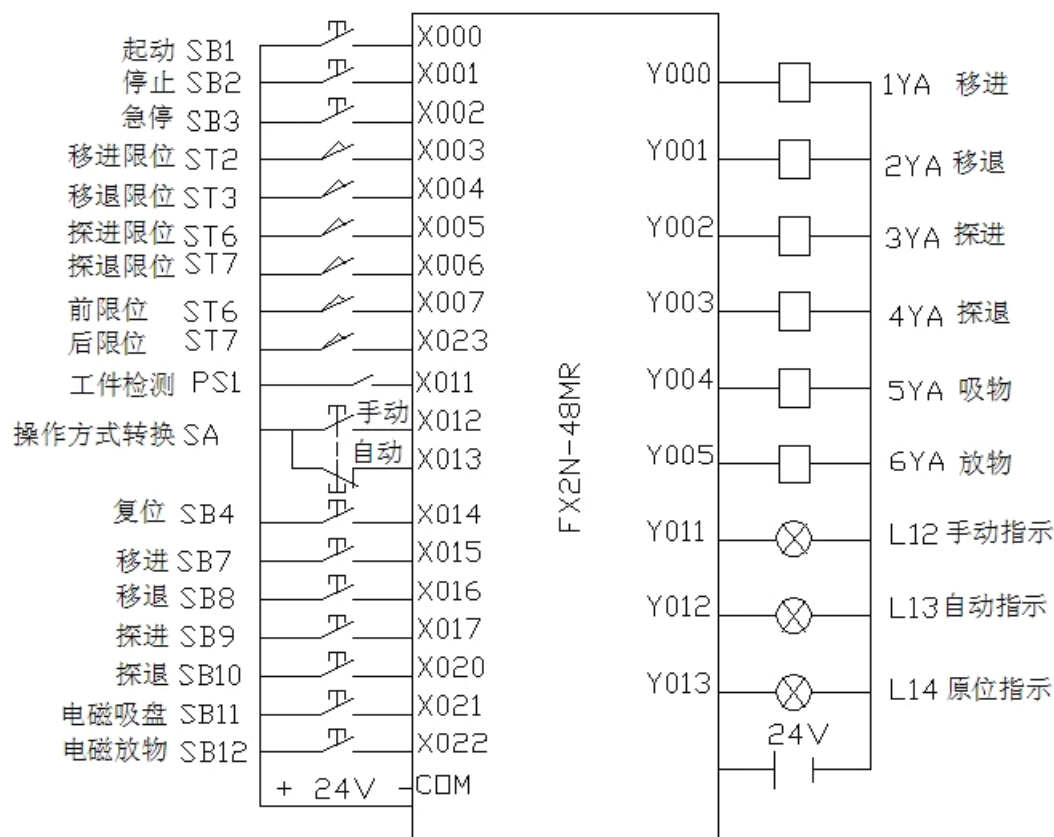 起动 SB1 X000
停止 SB2 X001
急停 SB3 X002
移进限位 ST2 X003
移退限位 ST3 X004
探进限位 ST6 X005
探退限位 ST7 X006
前限位 ST6 X007
后限位 ST7 X023
工件检测 PS1 X011
操作方式转换 SA 手动 X012
自动 X013
复位 SB4 X014
移进 SB7 X015
移退 SB8 X016
探进 SB9 X017
探退 SB10 X020
电磁吸盘 SB11 X021
电磁放物 SB12 X022
+ 24V - COM
FX2N-48MR
Y000 1YA 移进
Y001 2YA 移退
Y002 3YA 探进
Y003 4YA 探退
Y004 5YA 吸物
Y005 6YA 放物
Y011 L12 手动指示
Y012 L13 自动指示
Y013 L14 原位指示
24V